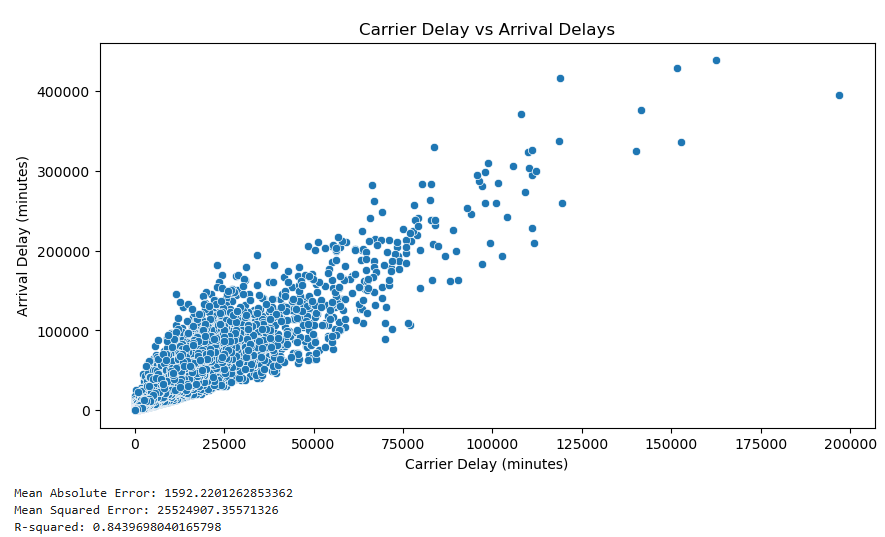 Carrier Delay vs Arrival Delays
Arrival Delay (minutes)
400000
300000
200000
100000
0
0 25000 50000 75000 100000 125000 150000 175000 200000
Carrier Delay (minutes)
Mean Absolute Error: 1592.2201262853362
Mean Squared Error: 25524907.35571326
R-squared: 0.8439698040165798